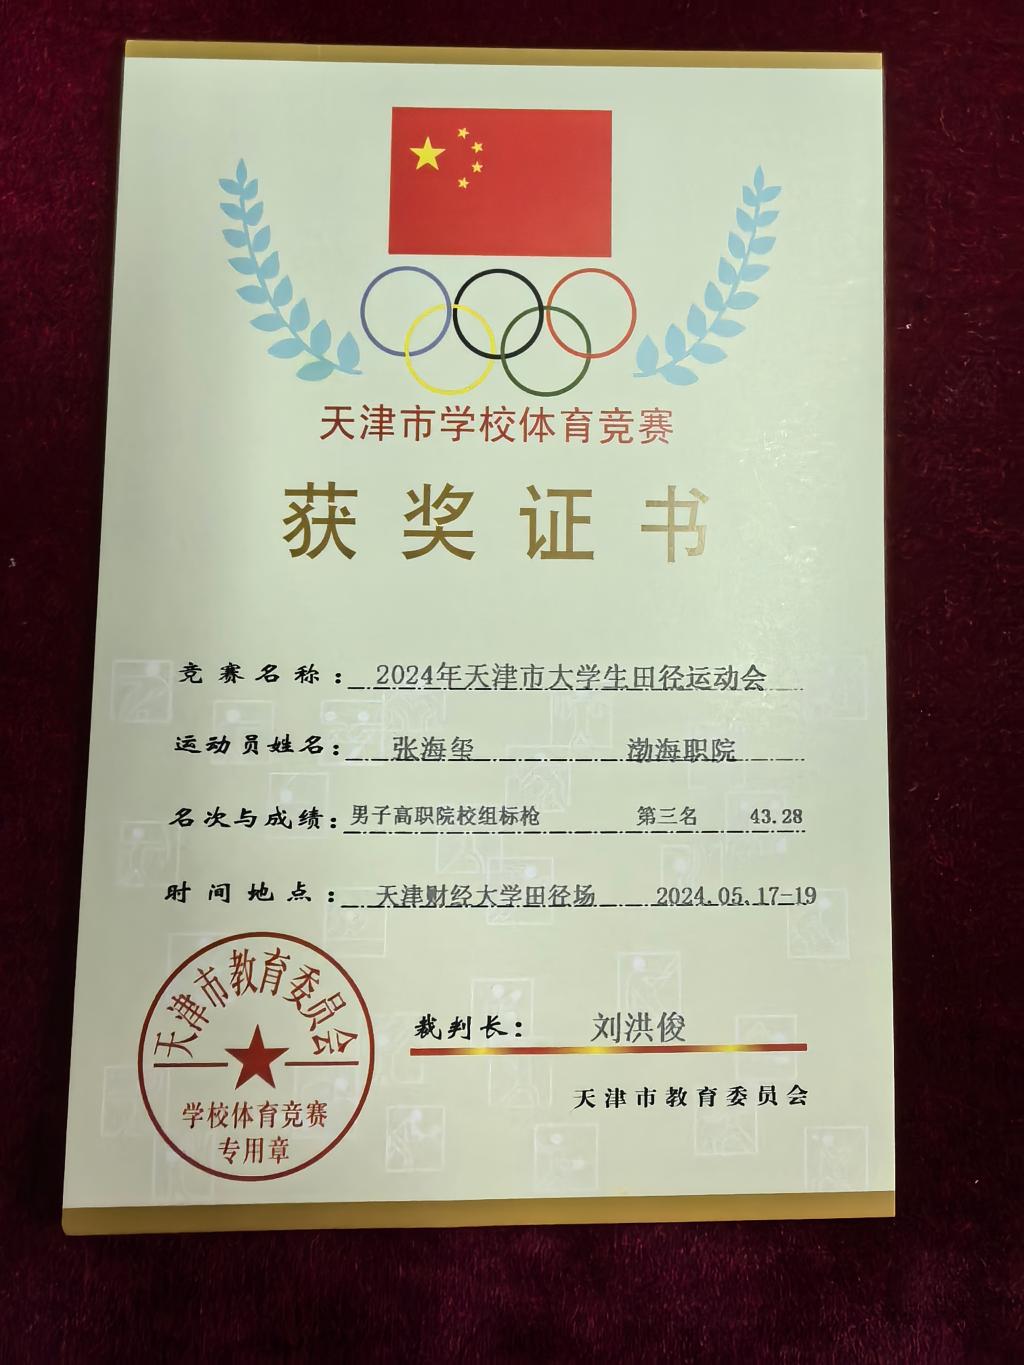 天津市学校体育竞赛
获奖证书
竞赛名称：2024年天津市大学生田径运动会
运动员姓名：张海玺 渤海职院
名次与成绩：男子高职院校组标枪 第三名 43.28
时间地点：天津财经大学田径场 2024.05.17-19
裁判长：刘洪俊
天津市教育委员会
天津市教育委员会
学校体育竞赛
专用章